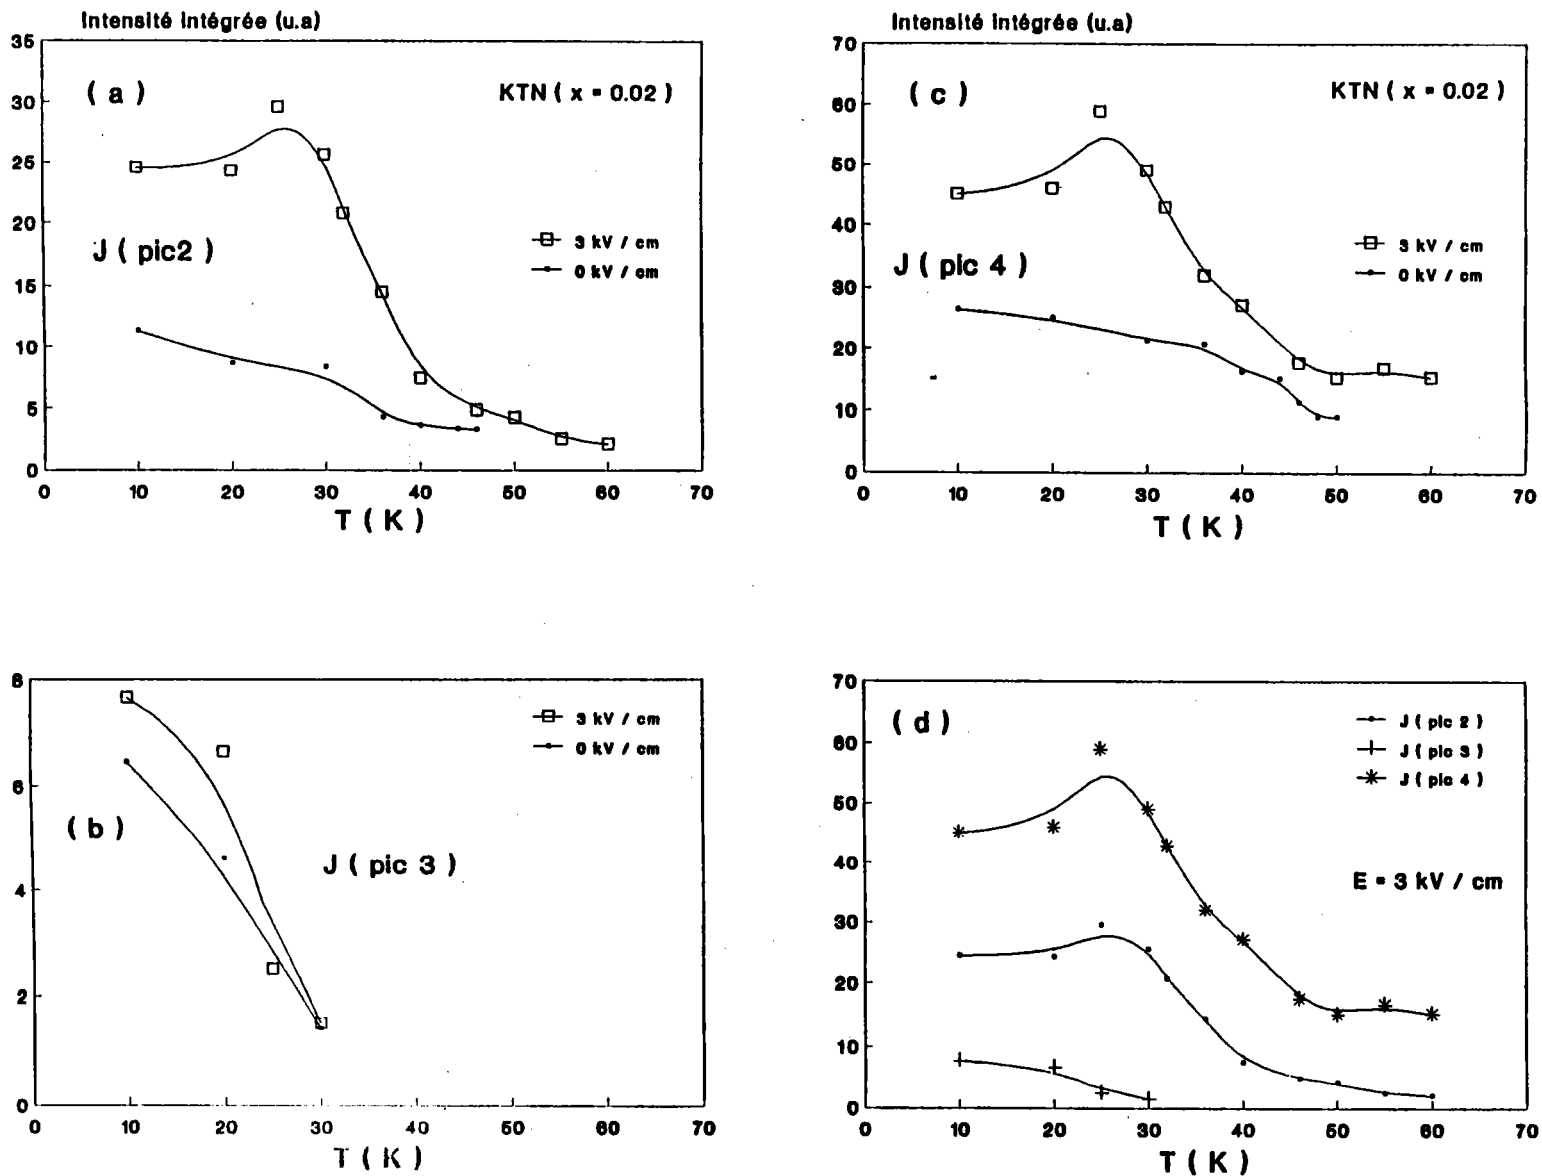 Intensité intégrée (u.a)
35
30
25
20
15
10
5
0
( a )
KTN ( x = 0.02 )
J ( pic2 )
3 kV / cm
0 kV / cm
0 10 20 30 40 50 60 70
T ( K )
Intensité intégrée (u.a)
70
60
50
40
30
20
10
0
( c )
KTN ( x = 0.02 )
J ( pic 4 )
3 kV / cm
0 kV / cm
0 10 20 30 40 50 60 70
T ( K )
8
6
4
2
0
( b )
J ( pic 3 )
3 kV / cm
0 kV / cm
0 10 20 30 40 50 60 70
T ( K )
70
60
50
40
30
20
10
0
( d )
J ( pic 2 )
J ( pic 3 )
J ( pic 4 )
E = 3 kV / cm
0 10 20 30 40 50 60 70
T ( K )